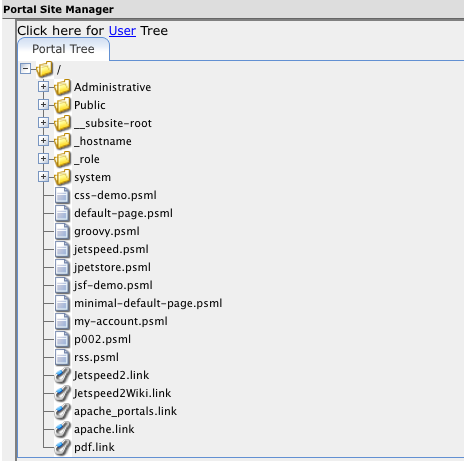 Portal Site Manager
Click here for User Tree
Portal Tree
/
Administrative
Public
__subsite-root
_hostname
_role
system
css-demo.psml
default-page.psml
groovy.psml
jetspeed.psml
jpetstore.psml
jsf-demo.psml
minimal-default-page.psml
my-account.psml
p002.psml
rss.psml
Jetspeed2.link
Jetspeed2Wiki.link
apache_portals.link
apache.link
pdf.link